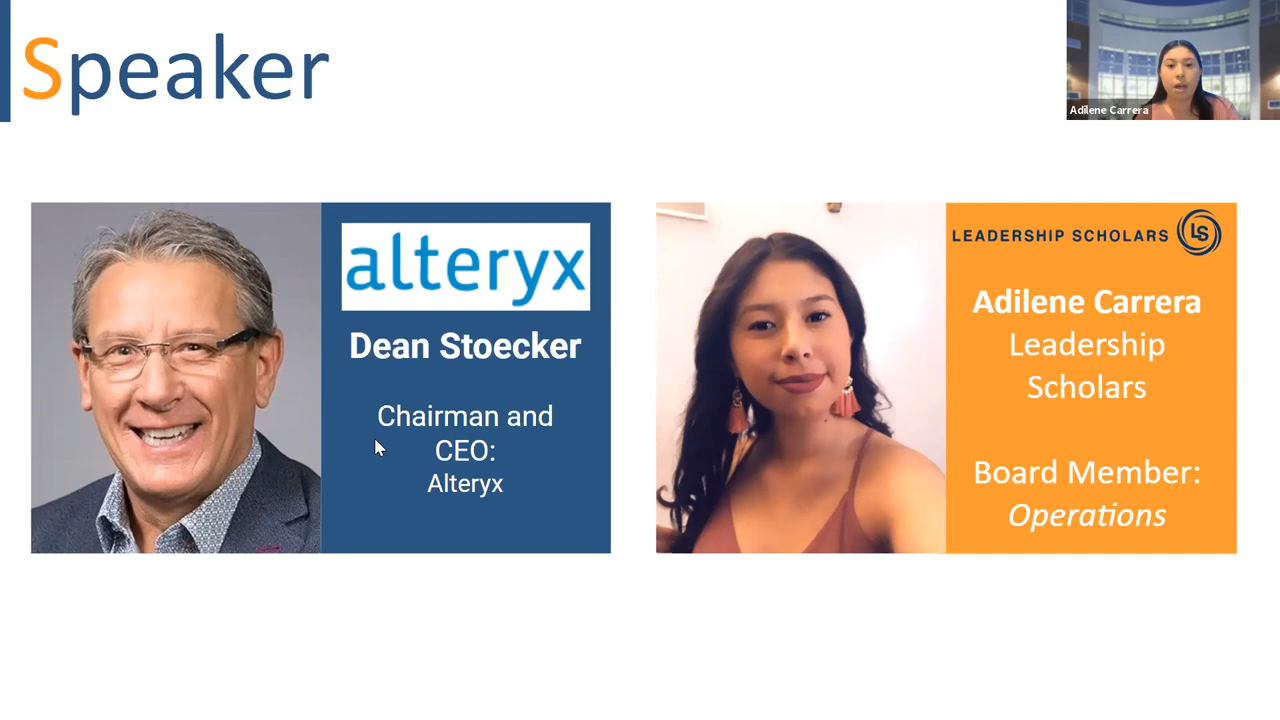 Speaker
Adilene Carrera
alteryx
Dean Stoecker
Chairman and
CEO:
Alteryx
LEADERSHIP SCHOLARS LS
Adilene Carrera
Leadership
Scholars
Board Member:
Operations